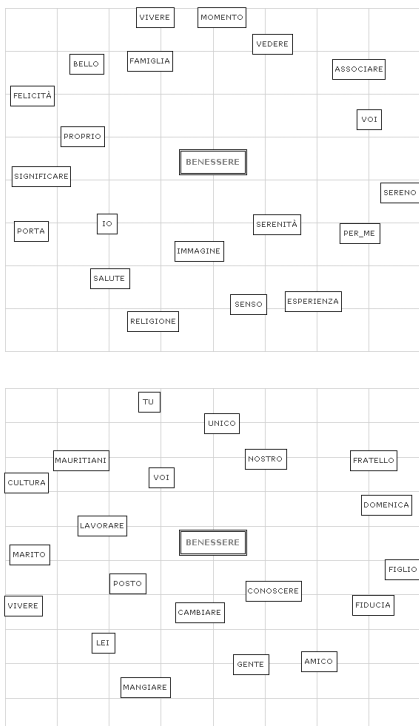 VIVERE MOMENTO
VEDERE
FAMIGLIA
BELLO
ASSOCIARE
FELICITÀ
VOI
PROPRIO
BENESSERE
SIGNIFICARE
SERENO
IO
SERENITÀ
PORTA
PER_ME
IMMAGINE
SALUTE
ESPERIENZA
SENSO
RELIGIONE
TU
UNICO
MAURITIANI
NOSTRO
FRATELLO
VOI
CULTURA
DOMENICA
LAVORARE
BENESSERE
MARITO
FIGLIO
POSTO
CONOSCERE
VIVERE
FIDUCIA
CAMBIARE
LEI
GENTE
AMICO
MANGIARE